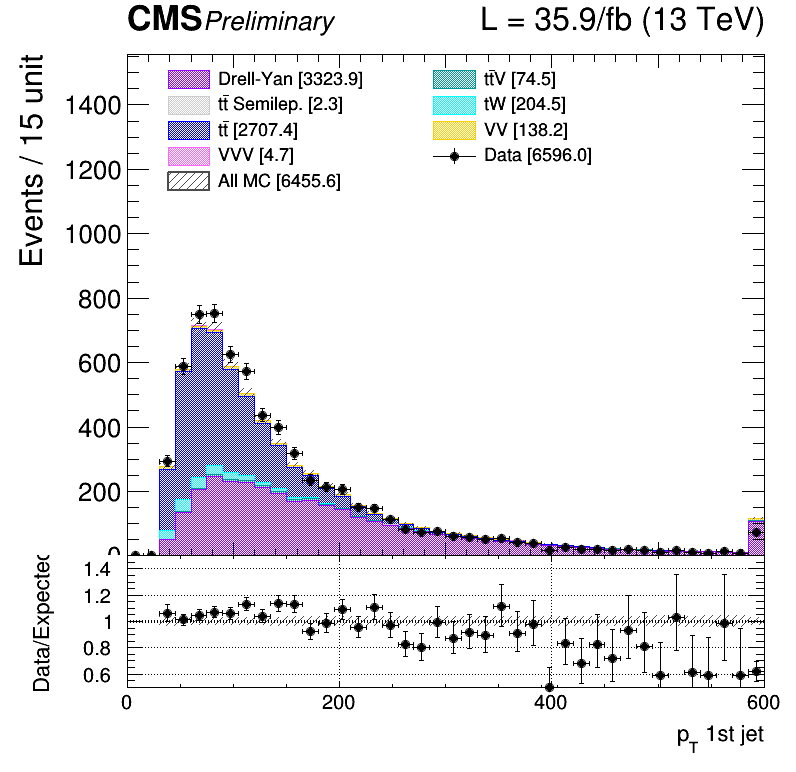 CMS Preliminary L = 35.9/fb (13 TeV)
Events / 15 unit
Drell-Yan [3323.9]
tt̄ Semilep. [2.3]
tt̄ [2707.4]
VVV [4.7]
All MC [6455.6]
tt̄V [74.5]
tW [204.5]
VV [138.2]
Data [6596.0]
1400
1200
1000
800
600
400
200
0
Data/Expected
1.4
1.2
1
0.8
0.6
0 200 400 600
p_T 1st jet